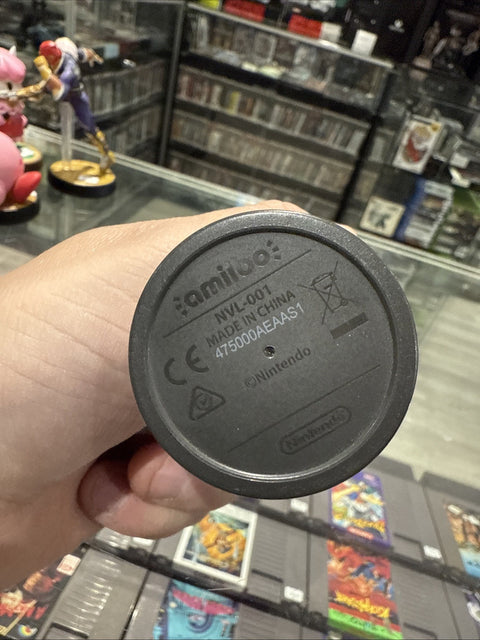 amiibo
NVL-001
MADE IN CHINA
475000AEAAS1
CE
©Nintendo
Nintendo